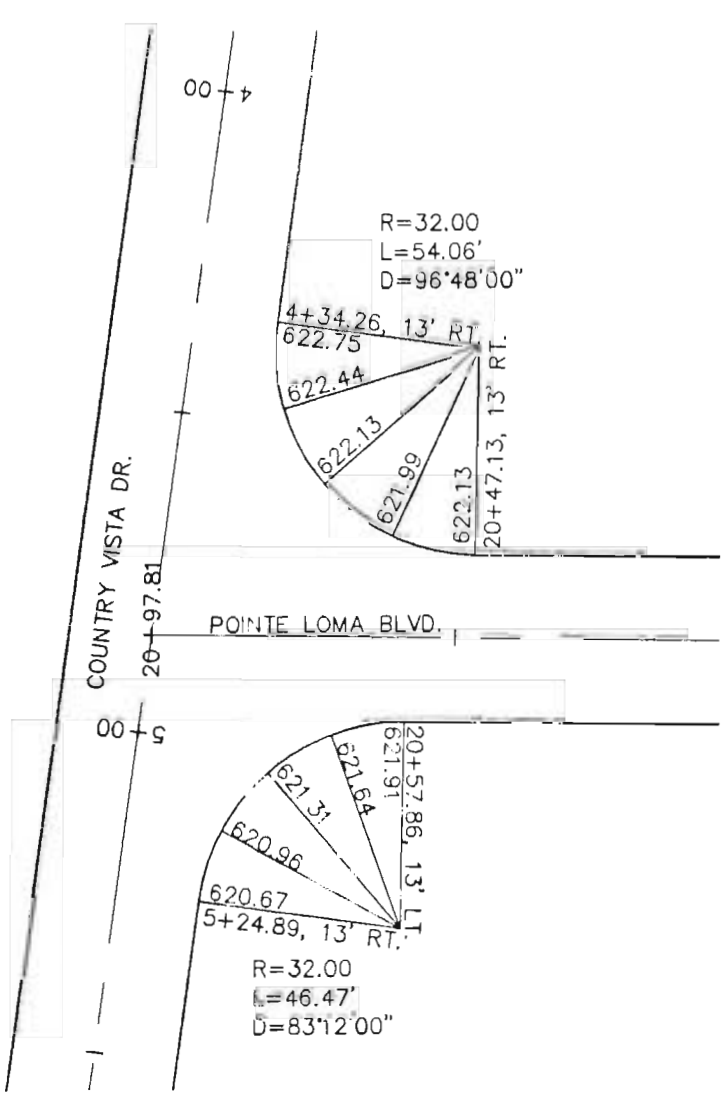 4+00
R=32.00
L=54.06'
D=96°48'00"
4+34.26, 13' RT.
622.75
622.44
622.13
621.99
622.13
20+47.13, 13' RT.
COUNTRY VISTA DR.
20+97.81
POINTE LOMA BLVD.
5+00
20+57.86, 13' LT.
621.91
621.64
621.31
620.96
620.67
5+24.89, 13' RT.
R=32.00
L=46.47'
D=83°12'00"